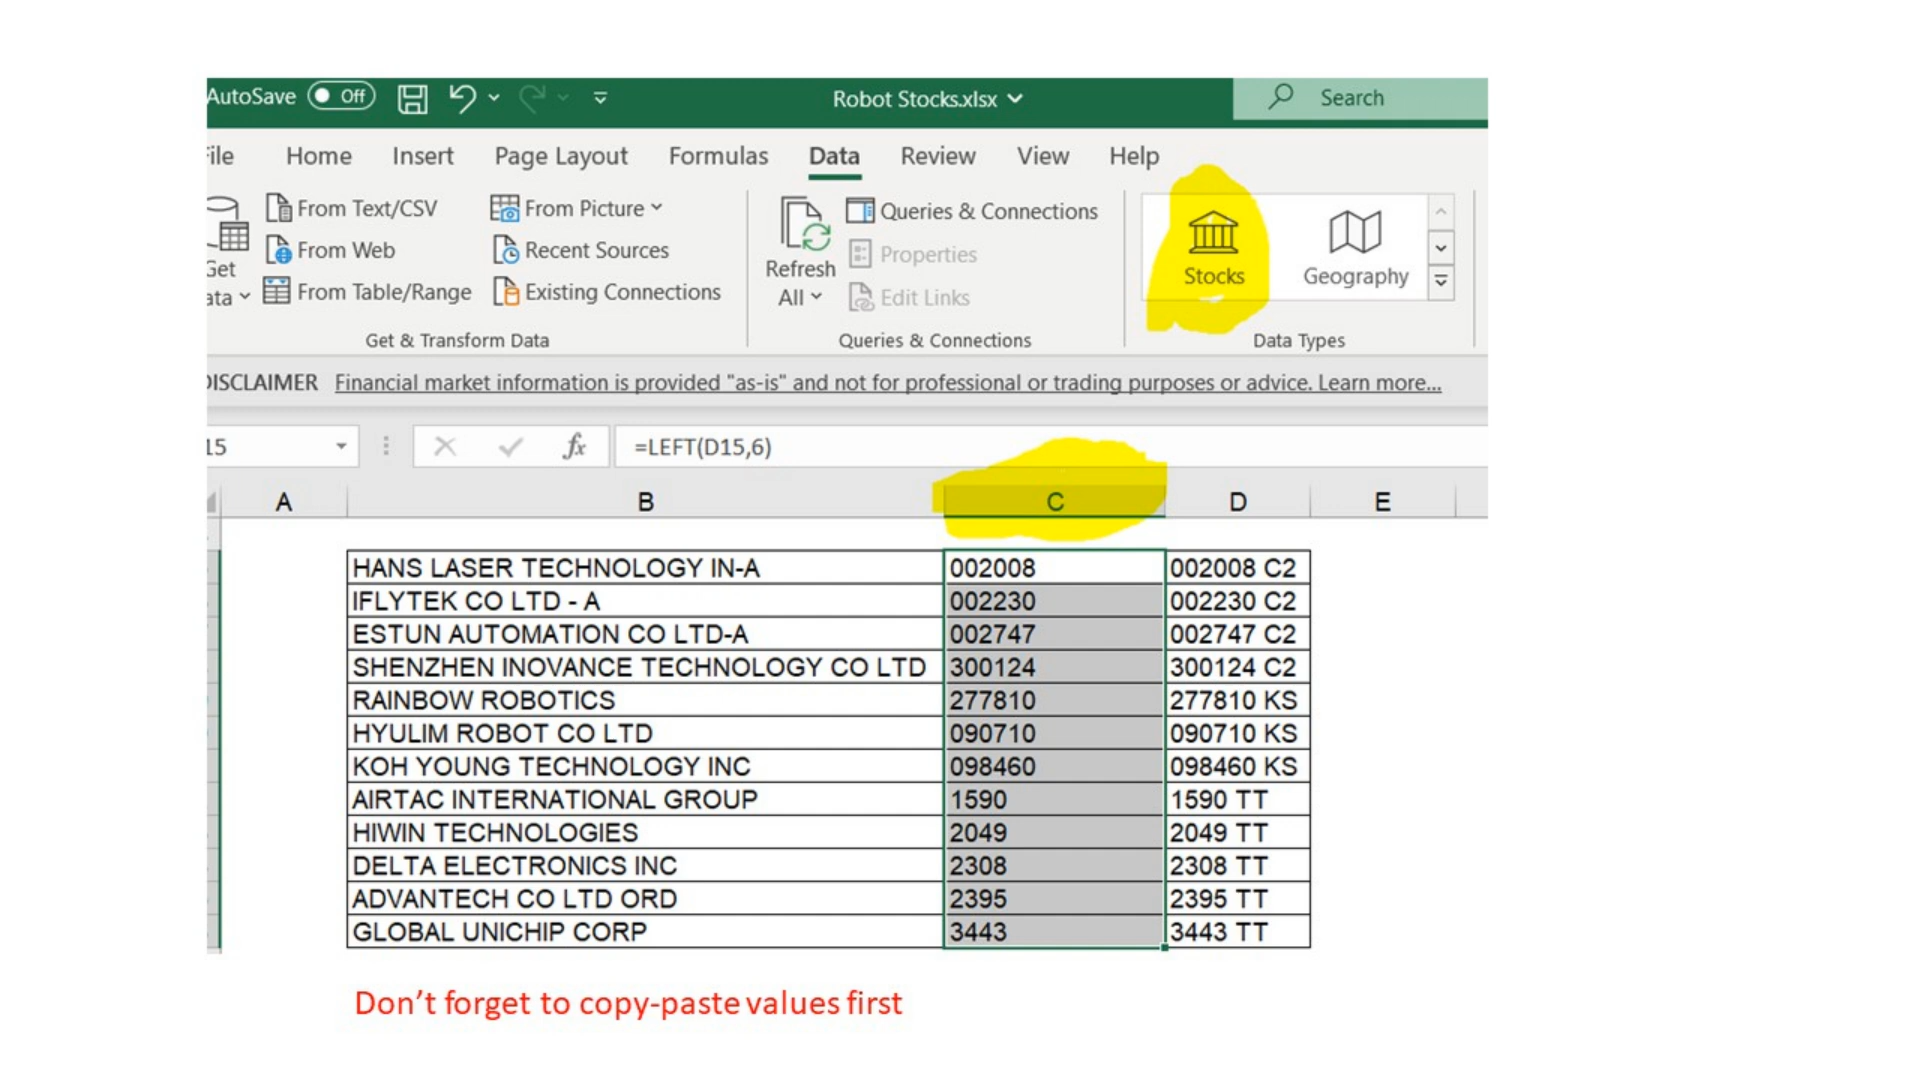 AutoSave Off Robot Stocks.xlsx Search
File Home Insert Page Layout Formulas Data Review View Help
From Text/CSV From Picture Queries & Connections
From Web Recent Sources Properties Stocks Geography
Get From Table/Range Existing Connections Refresh Edit Links
ata All
Get & Transform Data Queries & Connections Data Types
DISCLAIMER Financial market information is provided "as-is" and not for professional or trading purposes or advice. Learn more...
15 fx =LEFT(D15,6)
A B C D E
HANS LASER TECHNOLOGY IN-A 002008 002008 C2
IFLYTEK CO LTD - A 002230 002230 C2
ESTUN AUTOMATION CO LTD-A 002747 002747 C2
SHENZHEN INOVANCE TECHNOLOGY CO LTD 300124 300124 C2
RAINBOW ROBOTICS 277810 277810 KS
HYULIM ROBOT CO LTD 090710 090710 KS
KOH YOUNG TECHNOLOGY INC 098460 098460 KS
AIRTAC INTERNATIONAL GROUP 1590 1590 TT
HIWIN TECHNOLOGIES 2049 2049 TT
DELTA ELECTRONICS INC 2308 2308 TT
ADVANTECH CO LTD ORD 2395 2395 TT
GLOBAL UNICHIP CORP 3443 3443 TT
Don’t forget to copy-paste values first